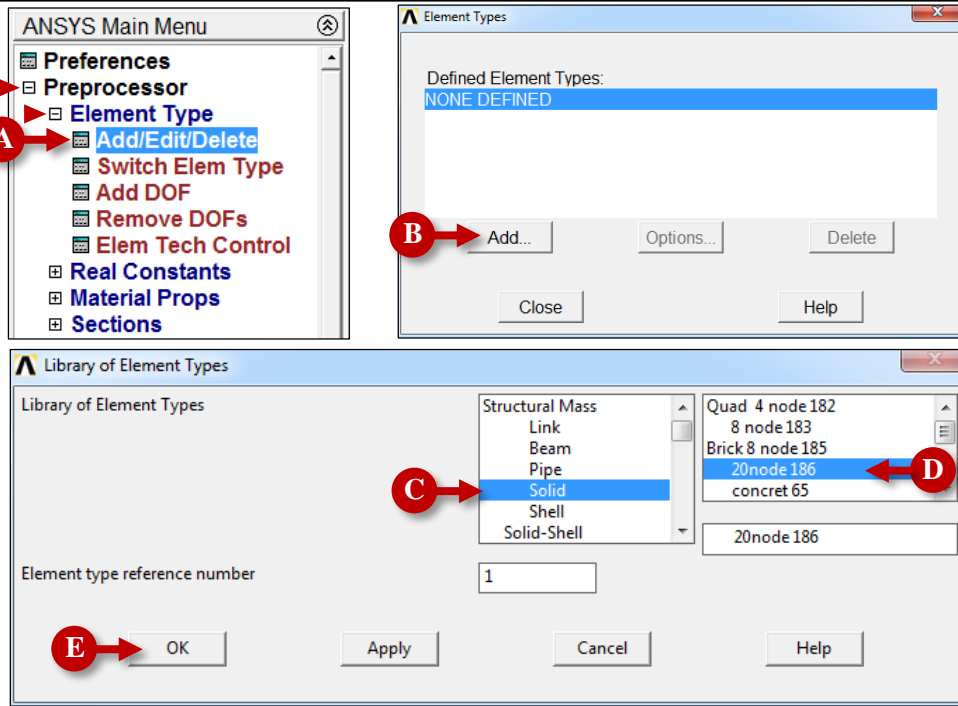 ANSYS Main Menu
Preferences
Preprocessor
Element Type
A
Add/Edit/Delete
Switch Elem Type
Add DOF
Remove DOFs
Elem Tech Control
Real Constants
Material Props
Sections
Element Types
Defined Element Types:
NONE DEFINED
B
Add... Options... Delete
Close Help
Library of Element Types
Library of Element Types
Structural Mass
Link
Beam
Pipe
C
Solid
Shell
Solid-Shell
Quad 4 node 182
8 node 183
Brick 8 node 185
20node 186
D
concret 65
20node 186
Element type reference number
1
E
OK Apply Cancel Help